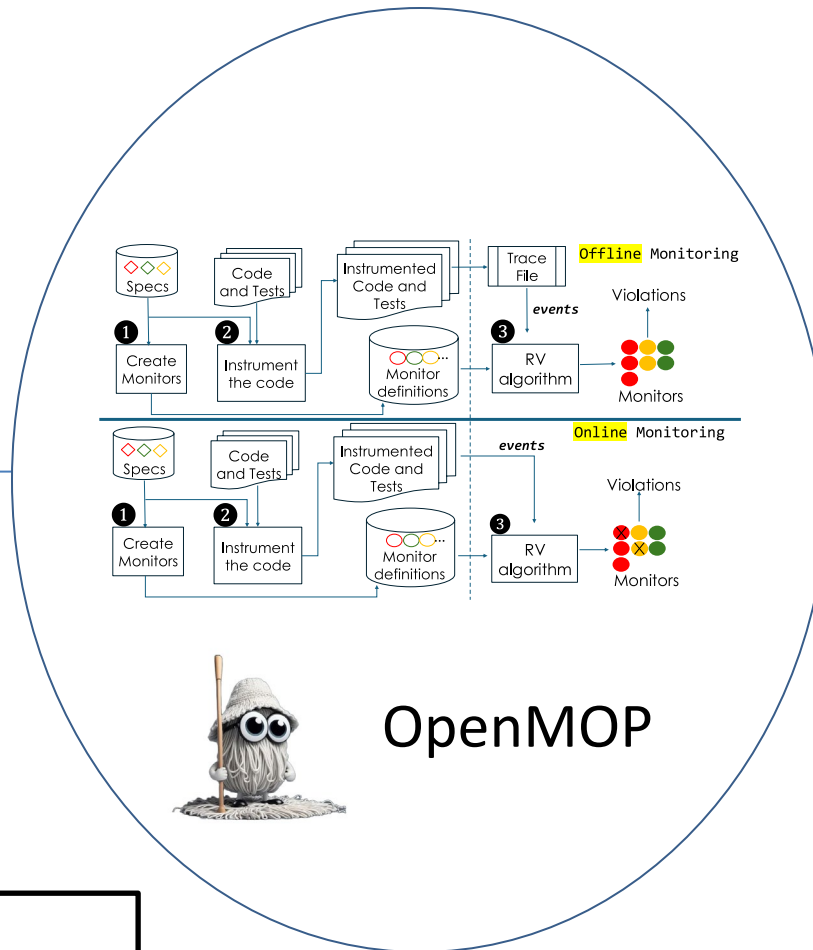 Offline Monitoring
Specs
Code
and Tests
Instrumented
Code and
Tests
Trace
File
events
Violations
1
Create
Monitors
2
Instrument
the code
...
Monitor
definitions
3
RV
algorithm
Monitors
Online Monitoring
Specs
Code
and Tests
Instrumented
Code and
Tests
events
Violations
1
Create
Monitors
2
Instrument
the code
...
Monitor
definitions
3
RV
algorithm
X
X
Monitors
OpenMOP